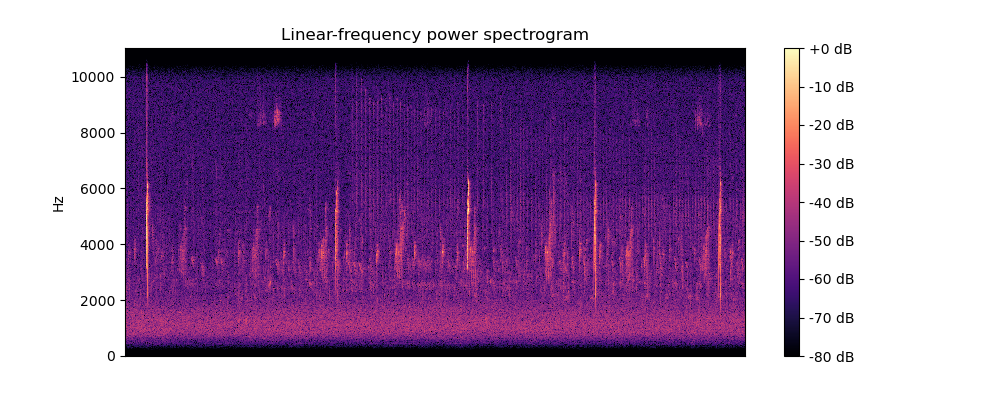 Linear-frequency power spectrogram
Hz
10000
8000
6000
4000
2000
0
+0 dB
-10 dB
-20 dB
-30 dB
-40 dB
-50 dB
-60 dB
-70 dB
-80 dB